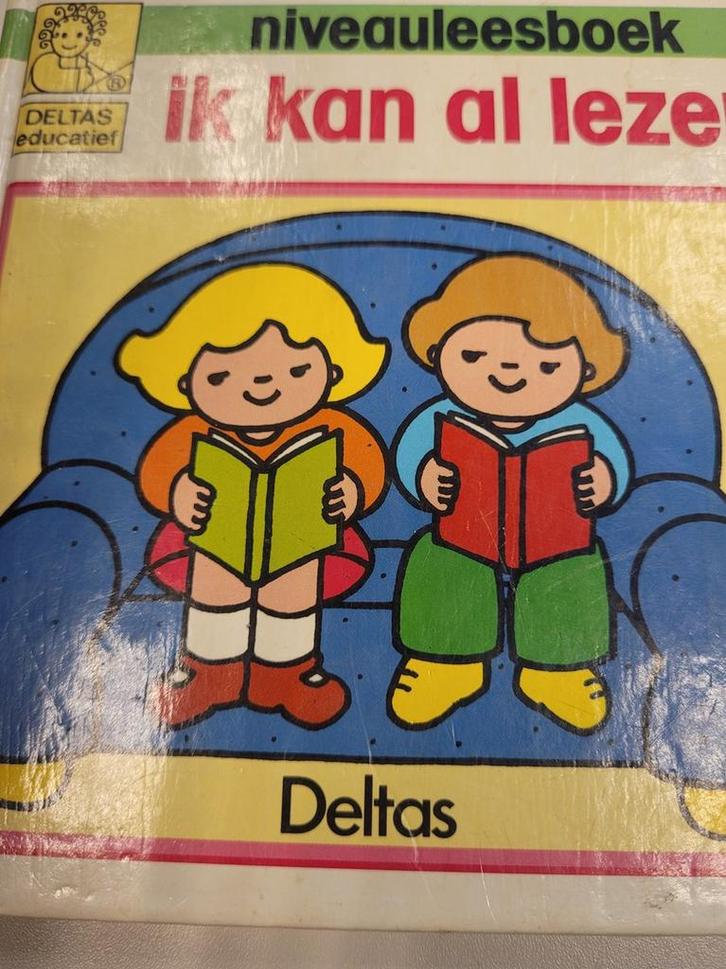 niveauleesboek
DELTAS
educatief
®
ik kan al leze
Deltas